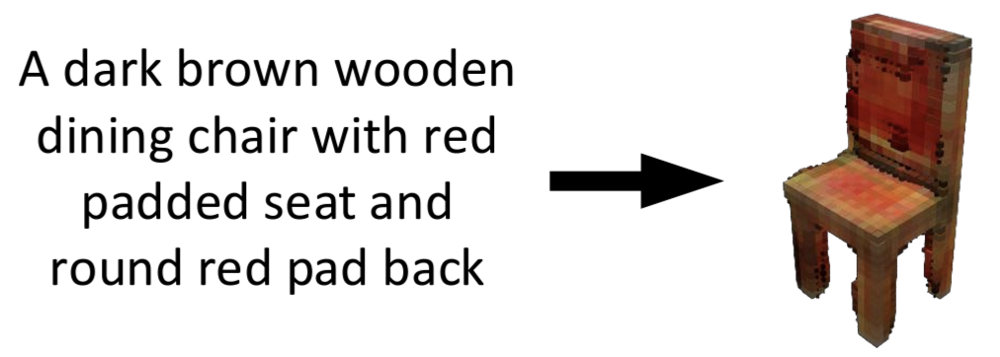 A dark brown wooden
dining chair with red
padded seat and
round red pad back